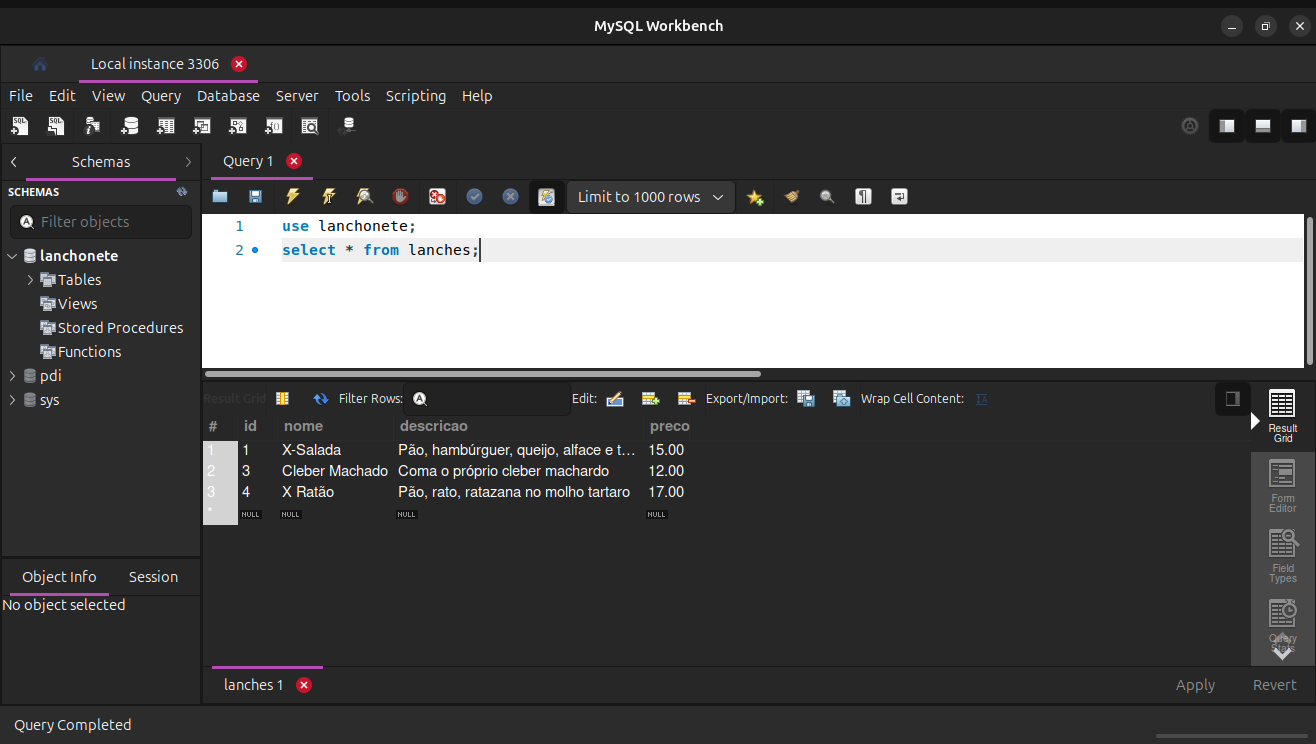 MySQL Workbench
Local instance 3306
File Edit View Query Database Server Tools Scripting Help
Schemas
Query 1
SCHEMAS
Limit to 1000 rows
Filter objects
1 use lanchonete;
2 select * from lanches;
lanchonete
Tables
Views
Stored Procedures
Functions
pdi
sys
Result Grid Filter Rows: Edit: Export/Import: Wrap Cell Content:
# id nome descricao preco
1 1 X-Salada Pão, hambúrguer, queijo, alface e t… 15.00
2 3 Cleber Machado Coma o próprio cleber machardo 12.00
3 4 X Ratão Pão, rato, ratazana no molho tartaro 17.00
* NULL NULL NULL NULL
Result
Grid
Form
Editor
Field
Types
Query
Stats
Object Info Session
No object selected
lanches 1
Apply Revert
Query Completed